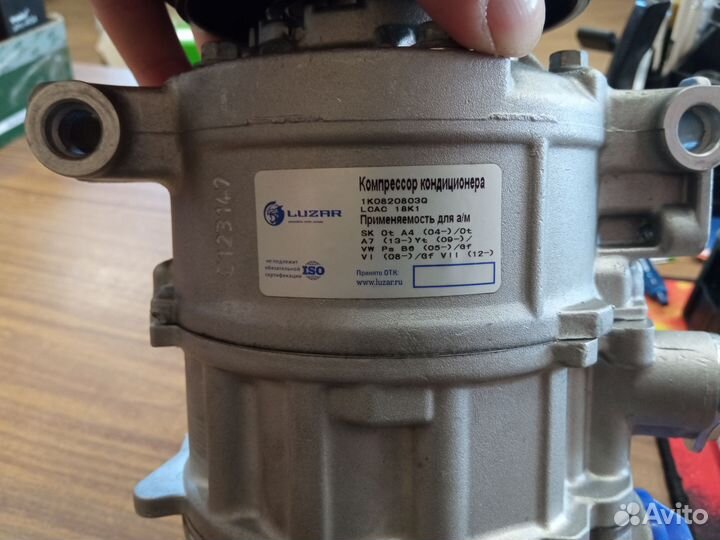 C123147
LUZAR
Компрессор кондиционера
1K0820803Q
LCAC 18K1
Применяемость для а/м
SK Ot A4 (04-)/Ot
A7 (13-)Yt (09-)/
VW Ps B6 (05-)/Gf
VI (08-)/Gf VII (12-)
не подлежит
обязательной
сертификации
ISO
Принято ОТК:
www.luzar.ru
Avito